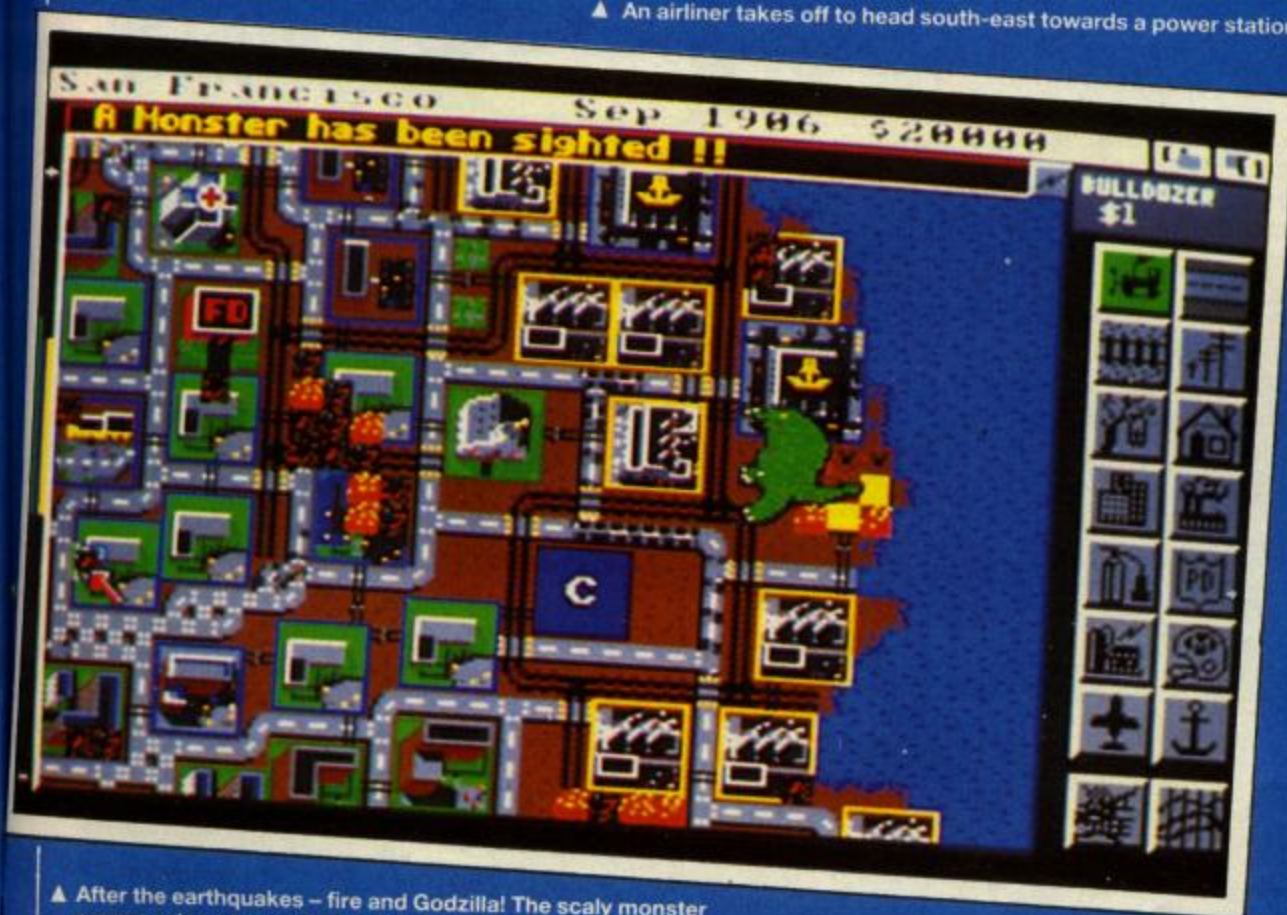 ▲ An airliner takes off to head south-east towards a power station
San Francisco Sep 1906 $20000
A Monster has been sighted !!
BULLDOZER
$1
FD
C
PD
▲ After the earthquakes – fire and Godzilla! The scaly monster